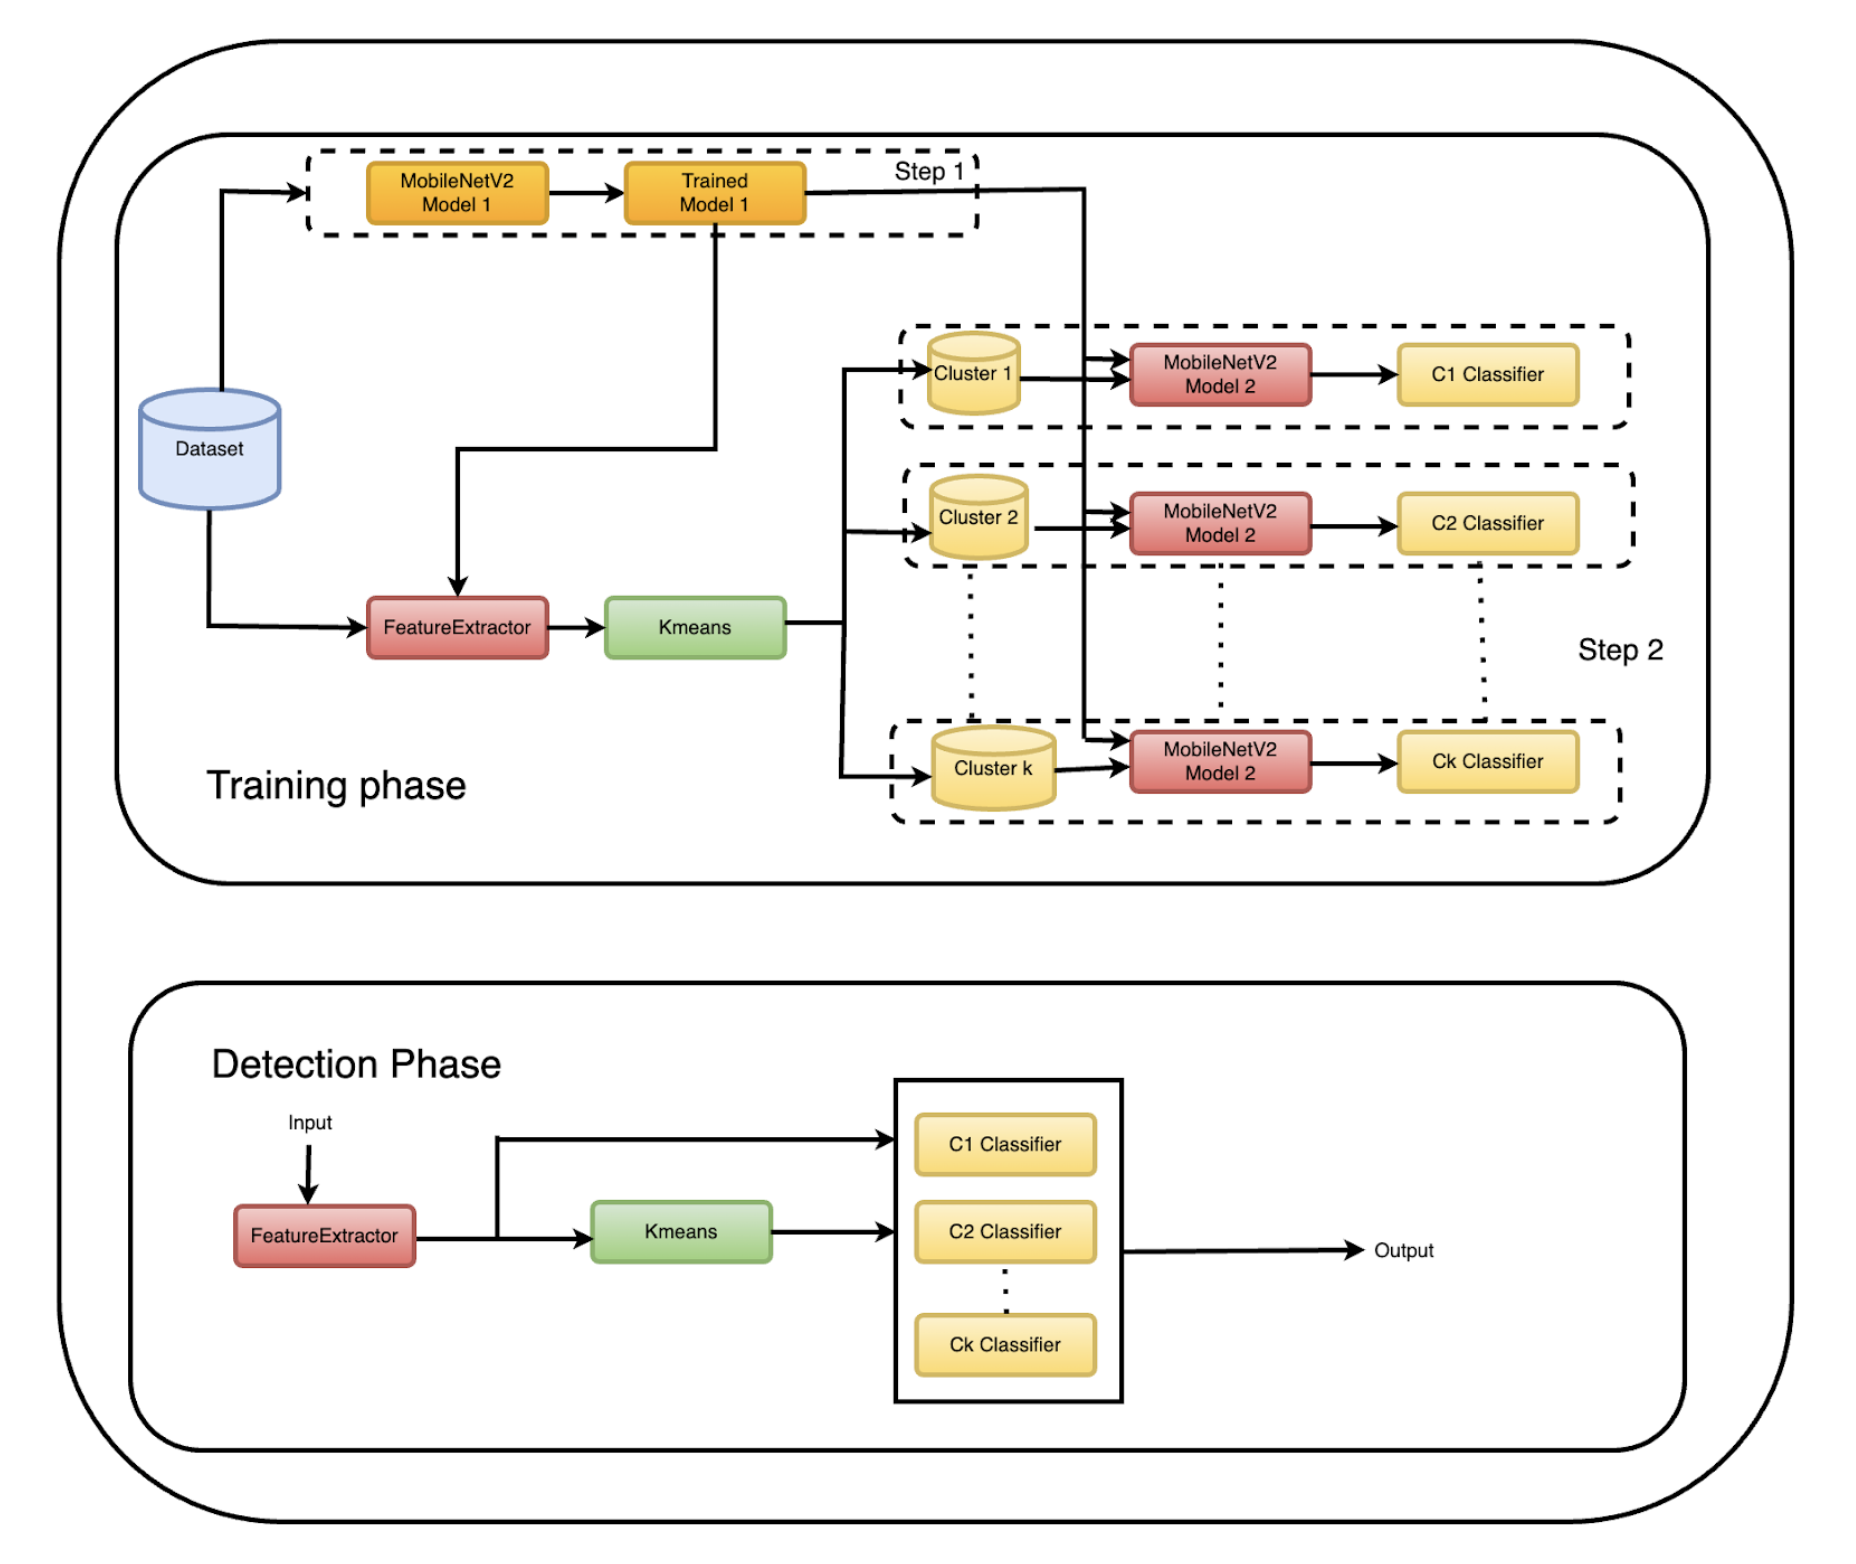 Step 1
MobileNetV2
Model 1
Trained
Model 1
Cluster 1
MobileNetV2
Model 2
C1 Classifier
Dataset
Cluster 2
MobileNetV2
Model 2
C2 Classifier
FeatureExtractor
Kmeans
Step 2
Cluster k
MobileNetV2
Model 2
Ck Classifier
Training phase
Detection Phase
Input
FeatureExtractor
Kmeans
C1 Classifier
C2 Classifier
Ck Classifier
Output